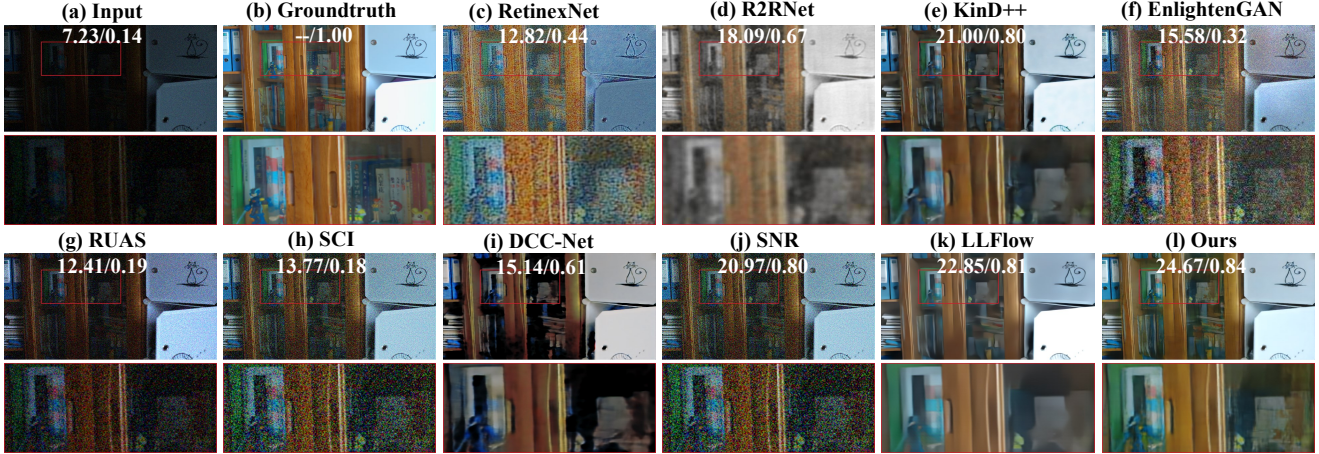 (a) Input
7.23/0.14
(b) Groundtruth
--/1.00
(c) RetinexNet
12.82/0.44
(d) R2RNet
18.09/0.67
(e) KinD++
21.00/0.80
(f) EnlightenGAN
15.58/0.32
(g) RUAS
12.41/0.19
(h) SCI
13.77/0.18
(i) DCC-Net
15.14/0.61
(j) SNR
20.97/0.80
(k) LLFlow
22.85/0.81
(l) Ours
24.67/0.84